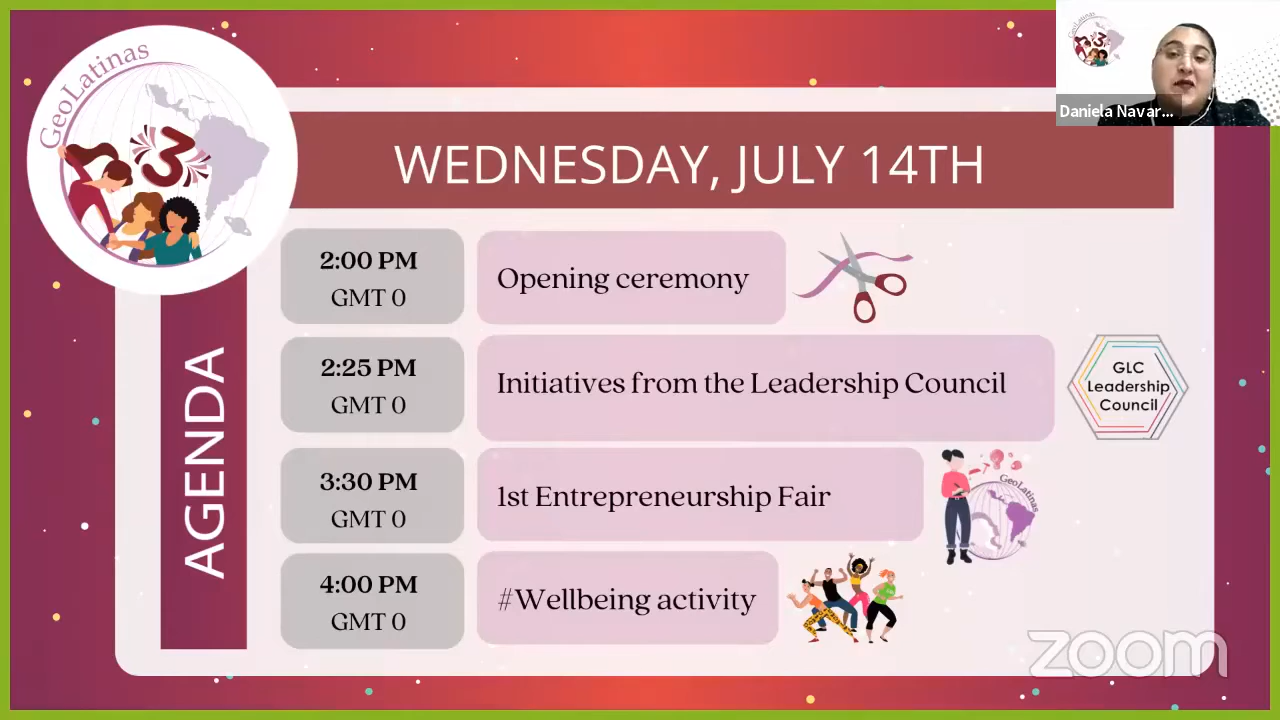 GeoLatinas
3
Daniela Navar...
WEDNESDAY, JULY 14TH
AGENDA
2:00 PM
GMT 0
Opening ceremony
2:25 PM
GMT 0
Initiatives from the Leadership Council
GLC
Leadership
Council
3:30 PM
GMT 0
1st Entrepreneurship Fair
GeoLatinas
4:00 PM
GMT 0
#Wellbeing activity
zoom